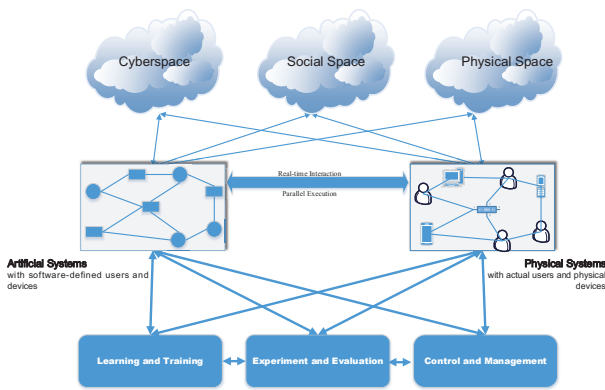 Cyberspace
Social Space
Physical Space
Real-time Interaction
Parallel Execution
Artificial Systems
with software-defined users and
devices
Physical Systems
with actual users and physical
devices
Learning and Training
Experiment and Evaluation
Control and Management